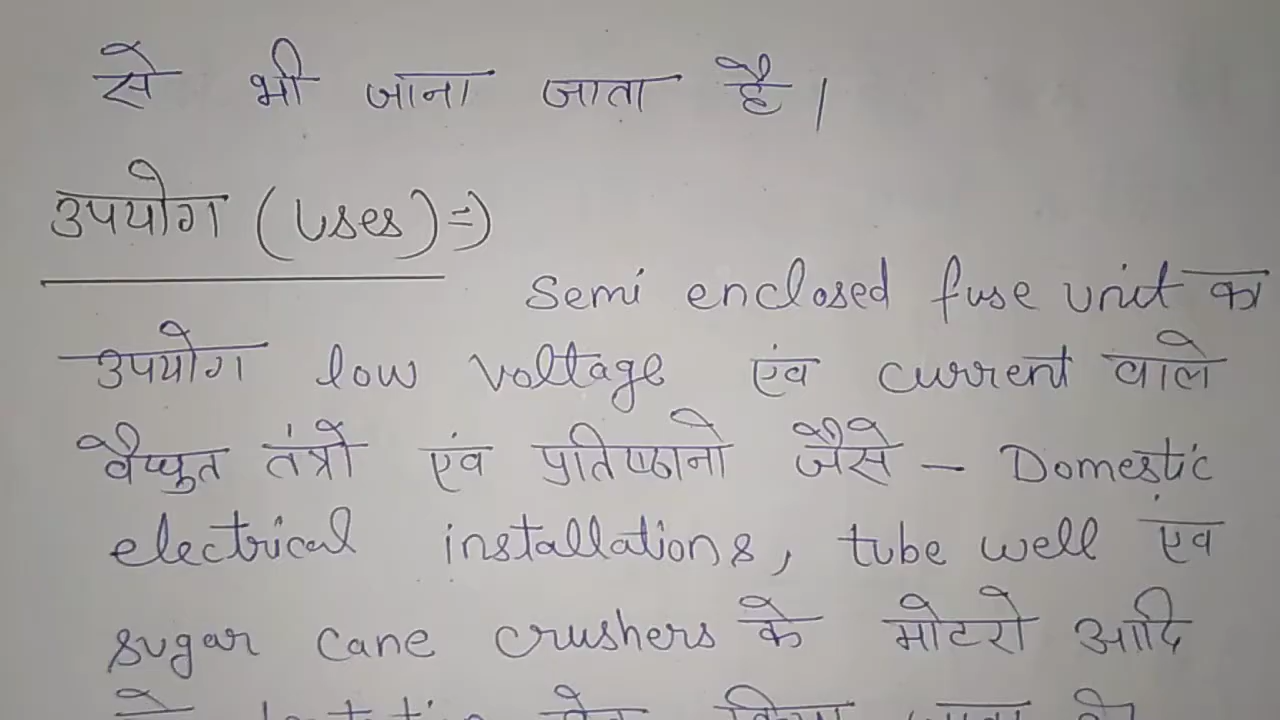 से भी जाना जाता है।
उपयोग (Uses) =>
Semi enclosed fuse unit का
उपयोग low voltage एंव current वाले
वैध्युत तंत्रो एंव प्रतिष्ठानो जैसे – Domestic
electrical installations, tube well एंव
sugar cane crushers के मोटरो आदि